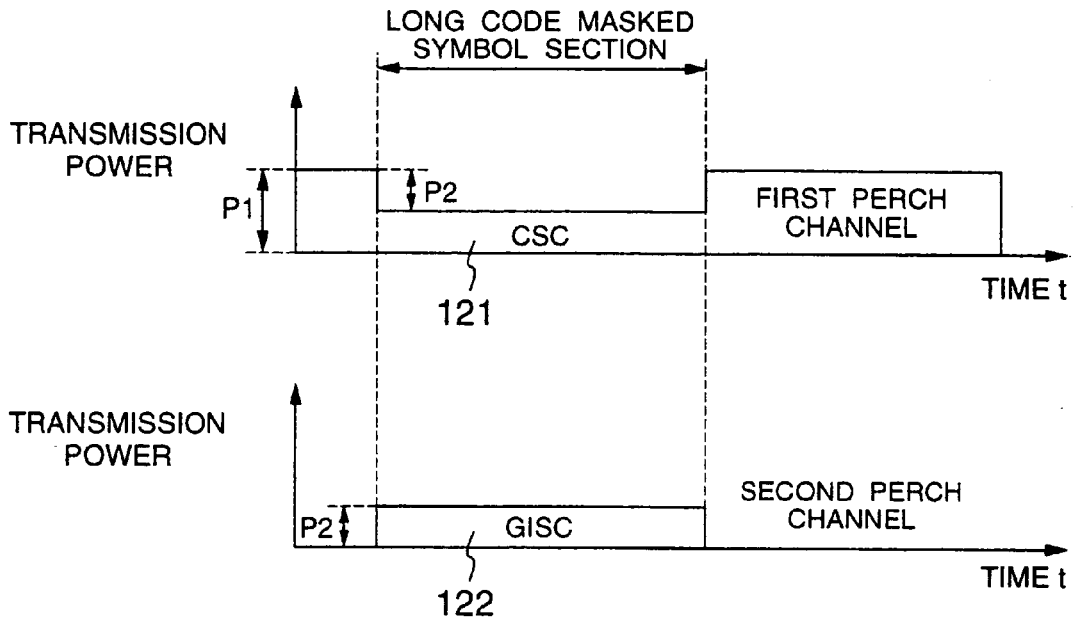 LONG CODE MASKED
SYMBOL SECTION
TRANSMISSION
POWER
P1
P2
CSC
FIRST PERCH
CHANNEL
TIME t
121
TRANSMISSION
POWER
P2
GISC
SECOND PERCH
CHANNEL
TIME t
122